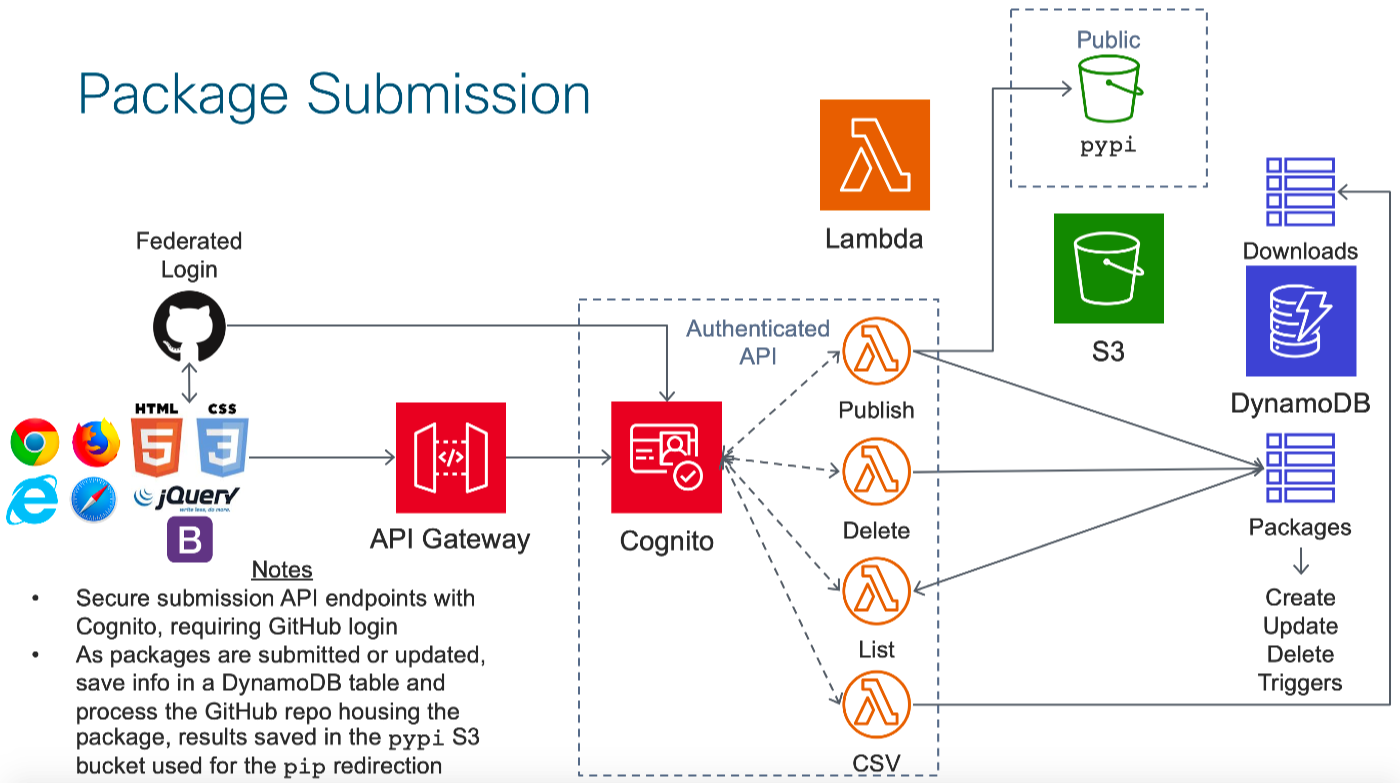 Package Submission
Public
pypi
Lambda
S3
Downloads
DynamoDB
Packages
Create
Update
Delete
Triggers
Federated
Login
HTML
5
CSS
3
jQuery
write less, do more.
B
</>
API Gateway
Cognito
Authenticated
API
Publish
Delete
List
CSV
Notes
• Secure submission API endpoints with
Cognito, requiring GitHub login
• As packages are submitted or updated,
save info in a DynamoDB table and
process the GitHub repo housing the
package, results saved in the pypi S3
bucket used for the pip redirection